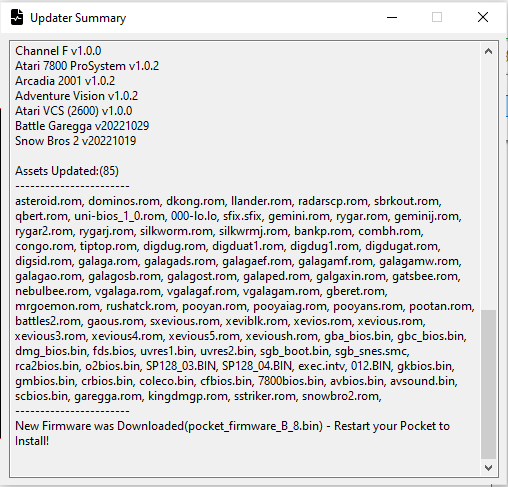 Updater Summary
Channel F v1.0.0
Atari 7800 ProSystem v1.0.2
Arcadia 2001 v1.0.2
Adventure Vision v1.0.2
Atari VCS (2600) v1.0.0
Battle Garegga v20221029
Snow Bros 2 v20221019
Assets Updated:(85)
-----------------------
asteroid.rom, dominos.rom, dkong.rom, llander.rom, radarscp.rom, sbrkout.rom,
qbert.rom, uni-bios_1_0.rom, 000-lo.lo, sfix.sfix, gemini.rom, rygar.rom, geminij.rom,
rygar2.rom, rygarj.rom, silkworm.rom, silkwrmj.rom, bankp.rom, combh.rom,
congo.rom, tiptop.rom, digdug.rom, digduat1.rom, digdug1.rom, digdugat.rom,
digsid.rom, galaga.rom, galagads.rom, galagaef.rom, galagamf.rom, galagamw.rom,
galagao.rom, galagosb.rom, galagost.rom, galaped.rom, galgaxin.rom, gatsbee.rom,
nebulbee.rom, vgalaga.rom, vgalagaf.rom, vgalagam.rom, gberet.rom,
mrgoemon.rom, rushatck.rom, pooyan.rom, pooyaiag.rom, pooyans.rom, pootan.rom,
battles2.rom, gaous.rom, sxevious.rom, xeviblk.rom, xevios.rom, xevious.rom,
xevious3.rom, xevious4.rom, xevious5.rom, xevioush.rom, gba_bios.bin, gbc_bios.bin,
dmg_bios.bin, fds.bios, uvres1.bin, uvres2.bin, sgb_boot.bin, sgb_snes.smc,
rca2bios.bin, o2bios.bin, SP128_03.BIN, SP128_04.BIN, exec.intv, 012.BIN, gkbios.bin,
gmbios.bin, crbios.bin, coleco.bin, cfbios.bin, 7800bios.bin, avbios.bin, avsound.bin,
scbios.bin, garegga.rom, kingdmgp.rom, sstriker.rom, snowbro2.rom,
-----------------------
New Firmware was Downloaded(pocket_firmware_B_8.bin) - Restart your Pocket to
Install!